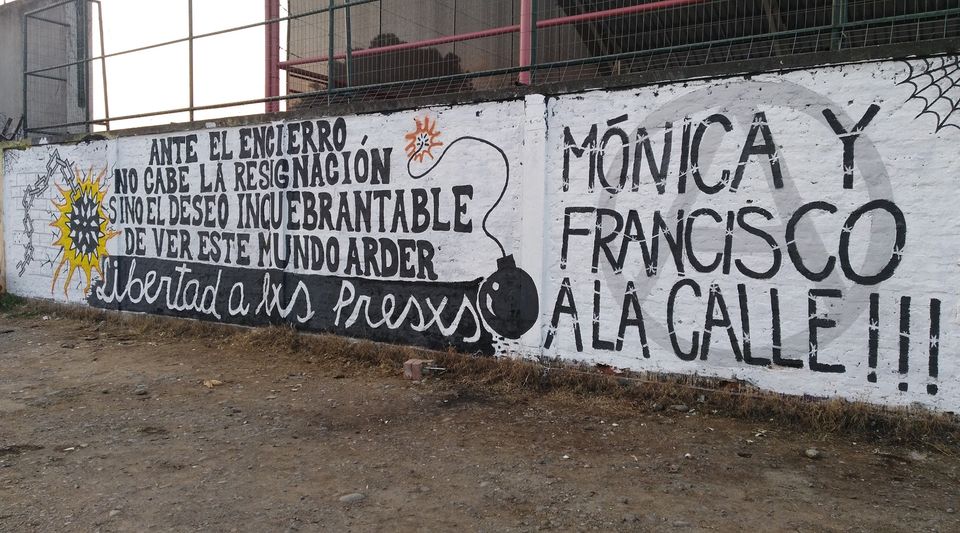 ANTE EL ENCIERRO
NO CABE LA RESIGNACIÓN
SINO EL DESEO INCUEBRANTABLE
DE VER ESTE MUNDO ARDER
Libertad a lxs Presxs
MÓNICA Y
FRANCISCO
A LA CALLE!!!